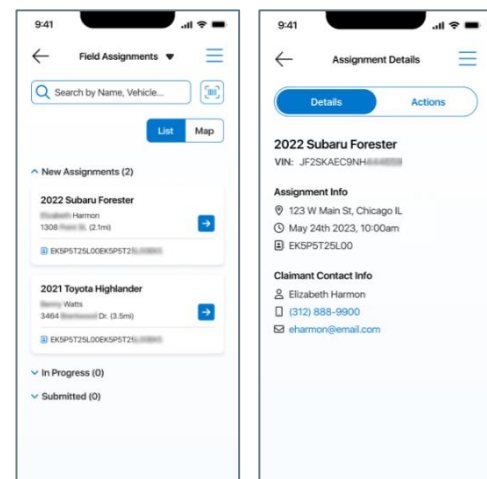 9:41
Field Assignments
Search by Name, Vehicle...
List Map
New Assignments (2)
2022 Subaru Forester
Harmon
1308 (2.1mi)
EK5P5T25L00EK5P5T2
2021 Toyota Highlander
Watts
3464 Dr. (3.5mi)
EK5P5T25L00EK5P5T2
In Progress (0)
Submitted (0)
9:41
Assignment Details
Details Actions
2022 Subaru Forester
VIN: JF2SKAEC9NH
Assignment Info
123 W Main St, Chicago IL
May 24th 2023, 10:00am
EK5P5T25L00
Claimant Contact Info
Elizabeth Harmon
(312) 888-9900
eharmon@email.com